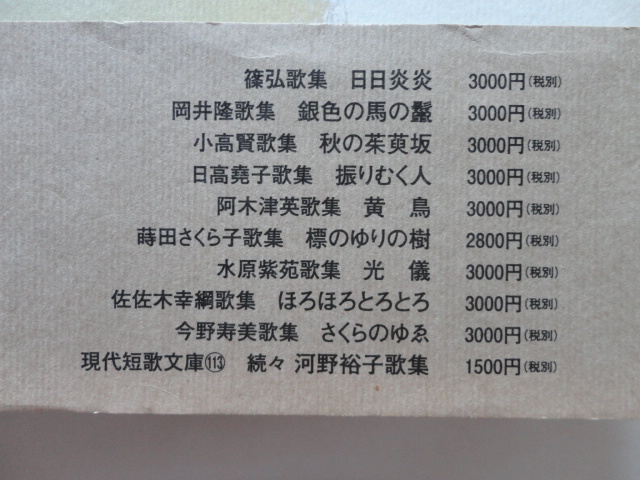 篠弘歌集 日日炎炎 3000円(税別)
岡井隆歌集 銀色の馬の鬣 3000円(税別)
小高賢歌集 秋の茱萸坂 3000円(税別)
日高堯子歌集 振りむく人 3000円(税別)
阿木津英歌集 黄 鳥 3000円(税別)
蒔田さくら子歌集 標のゆりの樹 2800円(税別)
水原紫苑歌集 光 儀 3000円(税別)
佐佐木幸綱歌集 ほろほろとろとろ 3000円(税別)
今野寿美歌集 さくらのゆゑ 3000円(税別)
現代短歌文庫(113) 続々 河野裕子歌集 1500円(税別)